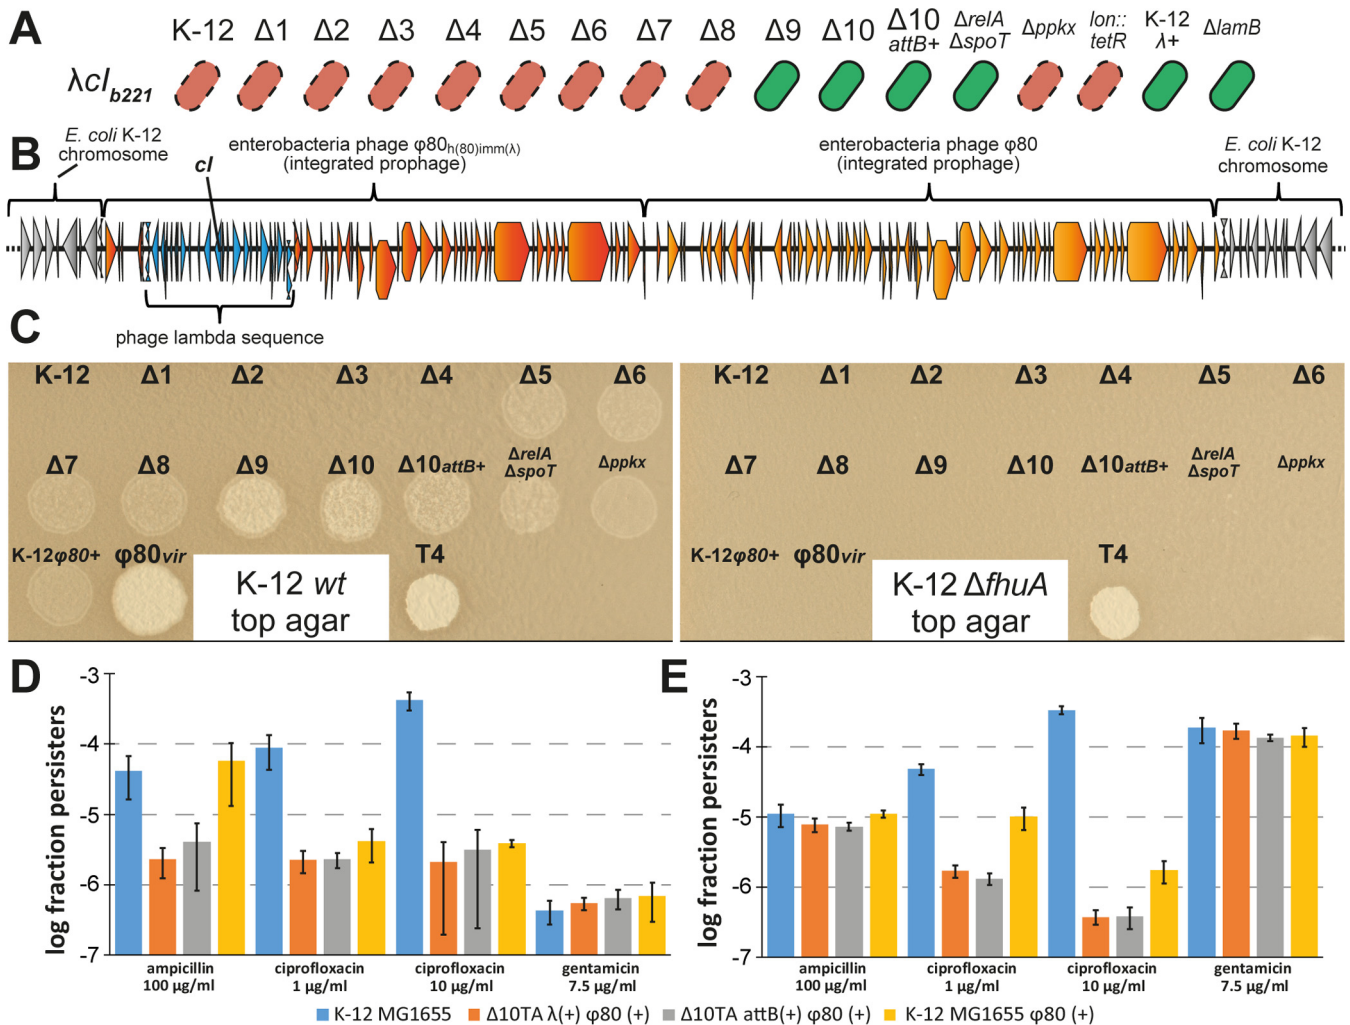 A
K-12 Δ1 Δ2 Δ3 Δ4 Δ5 Δ6 Δ7 Δ8 Δ9 Δ10 Δ10 attB+ ΔrelA ΔspoT Δppkx lon::tetR K-12 λ+ ΔlamB
λcI b221
B
E. coli K-12
chromosome
cI
enterobacteria phage φ80h(80)imm(λ)
(integrated prophage)
enterobacteria phage φ80
(integrated prophage)
E. coli K-12
chromosome
phage lambda sequence
C
K-12 Δ1 Δ2 Δ3 Δ4 Δ5 Δ6
Δ7 Δ8 Δ9 Δ10 Δ10attB+ ΔrelA ΔspoT Δppkx
K-12φ80+ φ80vir T4
K-12 wt
top agar
K-12 Δ1 Δ2 Δ3 Δ4 Δ5 Δ6
Δ7 Δ8 Δ9 Δ10 Δ10attB+ ΔrelA ΔspoT Δppkx
K-12φ80+ φ80vir T4
K-12 ΔfhuA
top agar
D
log fraction persisters
-3
-4
-5
-6
-7
ampicillin
100 µg/ml
ciprofloxacin
1 µg/ml
ciprofloxacin
10 µg/ml
gentamicin
7.5 µg/ml
E
log fraction persisters
-3
-4
-5
-6
-7
ampicillin
100 µg/ml
ciprofloxacin
1 µg/ml
ciprofloxacin
10 µg/ml
gentamicin
7.5 µg/ml
K-12 MG1655 Δ10TA λ(+) φ80 (+) Δ10TA attB(+) φ80 (+) K-12 MG1655 φ80 (+)